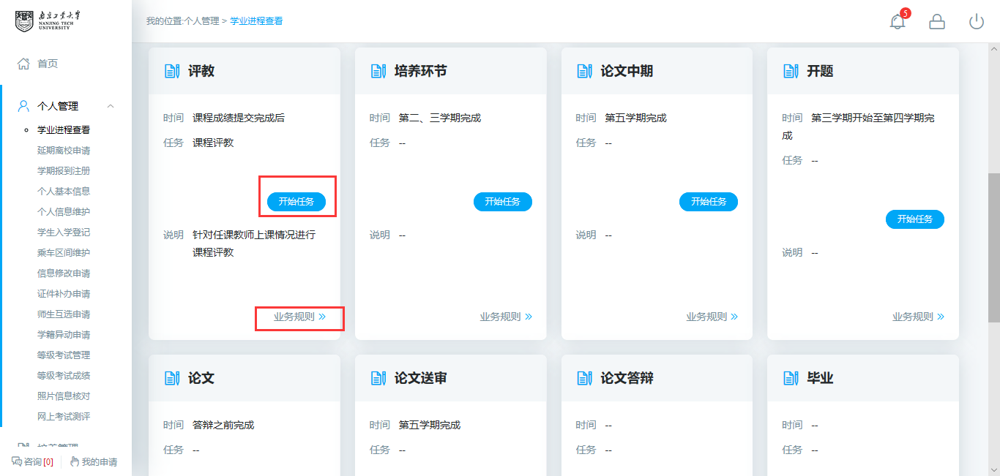 南京工业大学
NANJING TECH
UNIVERSITY
我的位置:个人管理 > 学业进程查看
5
首页
个人管理
学业进程查看
延期离校申请
学期报到注册
个人基本信息
个人信息维护
学生入学登记
乘车区间维护
信息修改申请
证件补办申请
师生互选申请
学籍异动申请
等级考试管理
等级考试成绩
照片信息核对
网上考试测评
培养管理
咨询[0]
我的申请
评教
时间 课程成绩提交完成后
任务 课程评教
开始任务
说明 针对任课教师上课情况进行
课程评教
业务规则 »
培养环节
时间 第二、三学期完成
任务 --
开始任务
说明 --
业务规则 »
论文中期
时间 第五学期完成
任务 --
开始任务
说明 --
业务规则 »
开题
时间 第三学期开始至第四学期完
成
任务 --
开始任务
说明 --
业务规则 »
论文
时间 答辩之前完成
任务 --
论文送审
时间 第五学期完成
任务 --
论文答辩
时间 --
任务 --
毕业
时间 --
任务 --